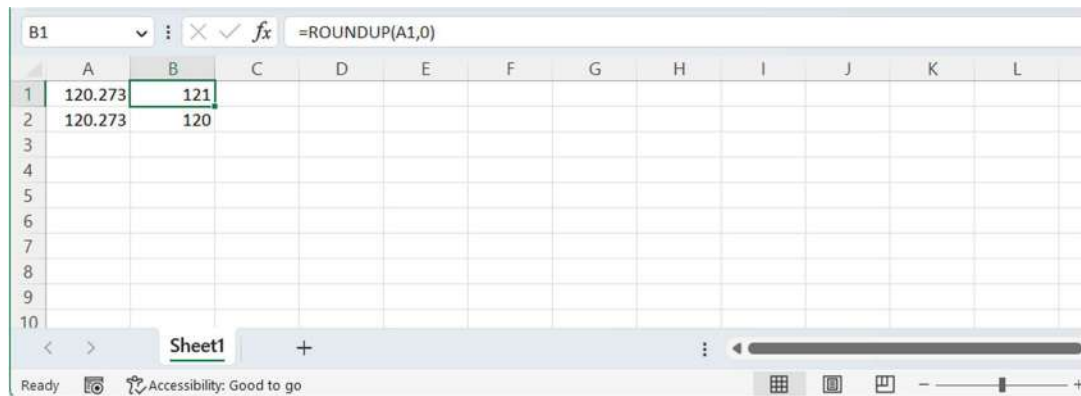 B1 fx =ROUNDUP(A1,0)
A B C D E F G H I J K L
1 120.273 121
2 120.273 120
3
4
5
6
7
8
9
10
Sheet1 +
Ready Accessibility: Good to go - +